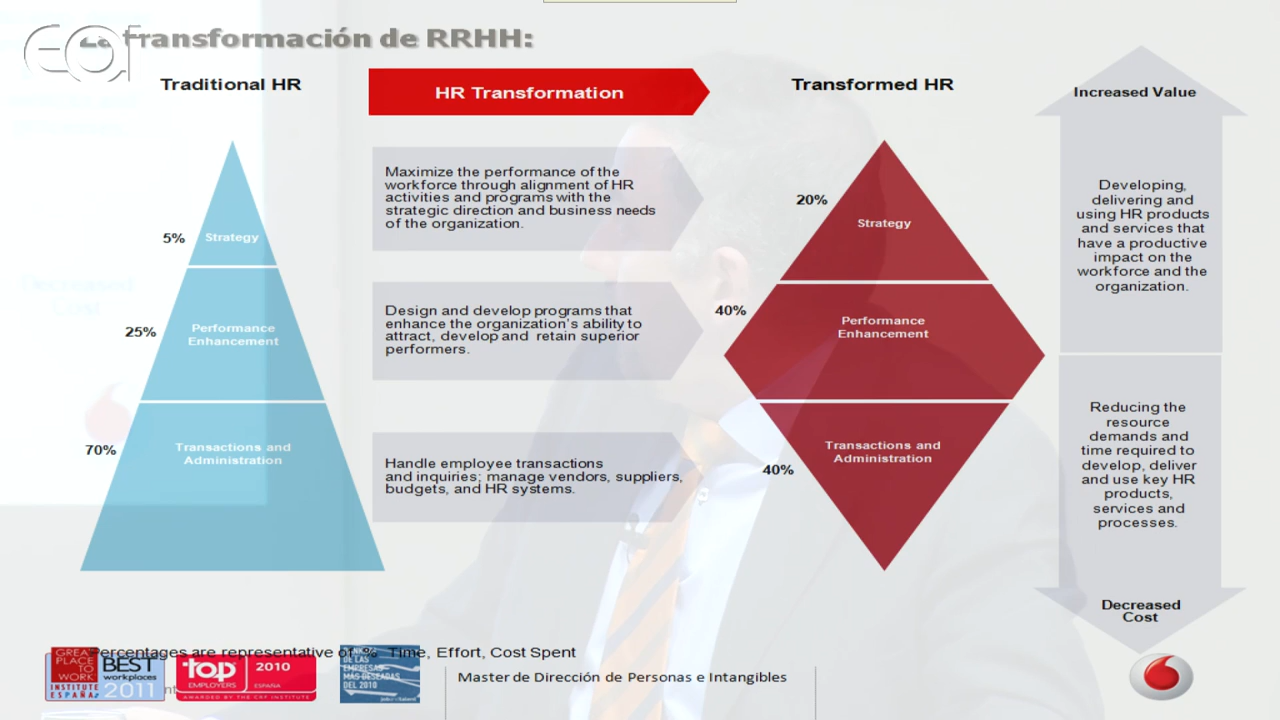 eoi
La transformación de RRHH:
Traditional HR
HR Transformation
Transformed HR
Increased Value
5%
Strategy
25%
Performance
Enhancement
70%
Transactions and
Administration
Maximize the performance of the
workforce through alignment of HR
activities and programs with the
strategic direction and business needs
of the organization.
Design and develop programs that
enhance the organization's ability to
attract, develop and retain superior
performers.
Handle employee transactions
and inquiries; manage vendors, suppliers,
budgets, and HR systems.
20%
Strategy
40%
Performance
Enhancement
40%
Transactions and
Administration
Developing,
delivering and
using HR products
and services that
have a productive
impact on the
workforce and the
organization.
Reducing the
resource
demands and
time required to
develop, deliver
and use key HR
products,
services and
processes.
Decreased
Cost
Percentages are representative of % Time, Effort, Cost Spent
GREAT
PLACE
TO
WORK
INSTITUTE
ESPAÑA
BEST
workplaces
2011
top
EMPLOYERS
2010
ESPAÑA
AWARDED BY THE CRF INSTITUTE
DE LAS
EMPRESAS
MÁS DESEADAS
DEL 2010
Master de Dirección de Personas e Intangibles